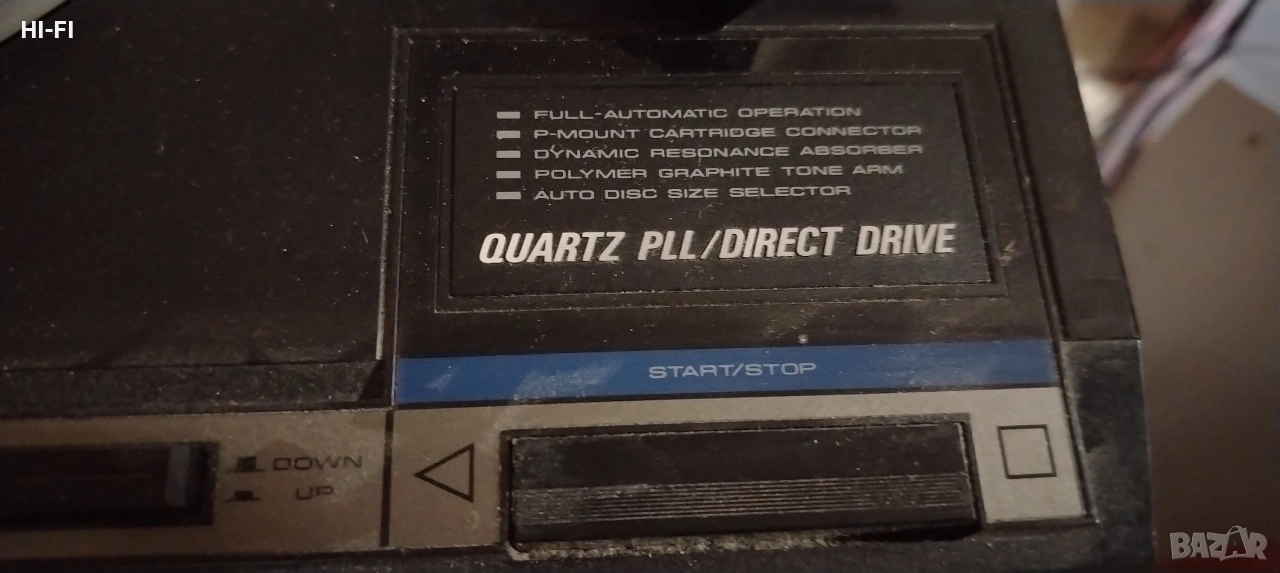 HI-FI
FULL-AUTOMATIC OPERATION
P-MOUNT CARTRIDGE CONNECTOR
DYNAMIC RESONANCE ABSORBER
POLYMER GRAPHITE TONE ARM
AUTO DISC SIZE SELECTOR
QUARTZ PLL/DIRECT DRIVE
START/STOP
DOWN
UP
BAZAR